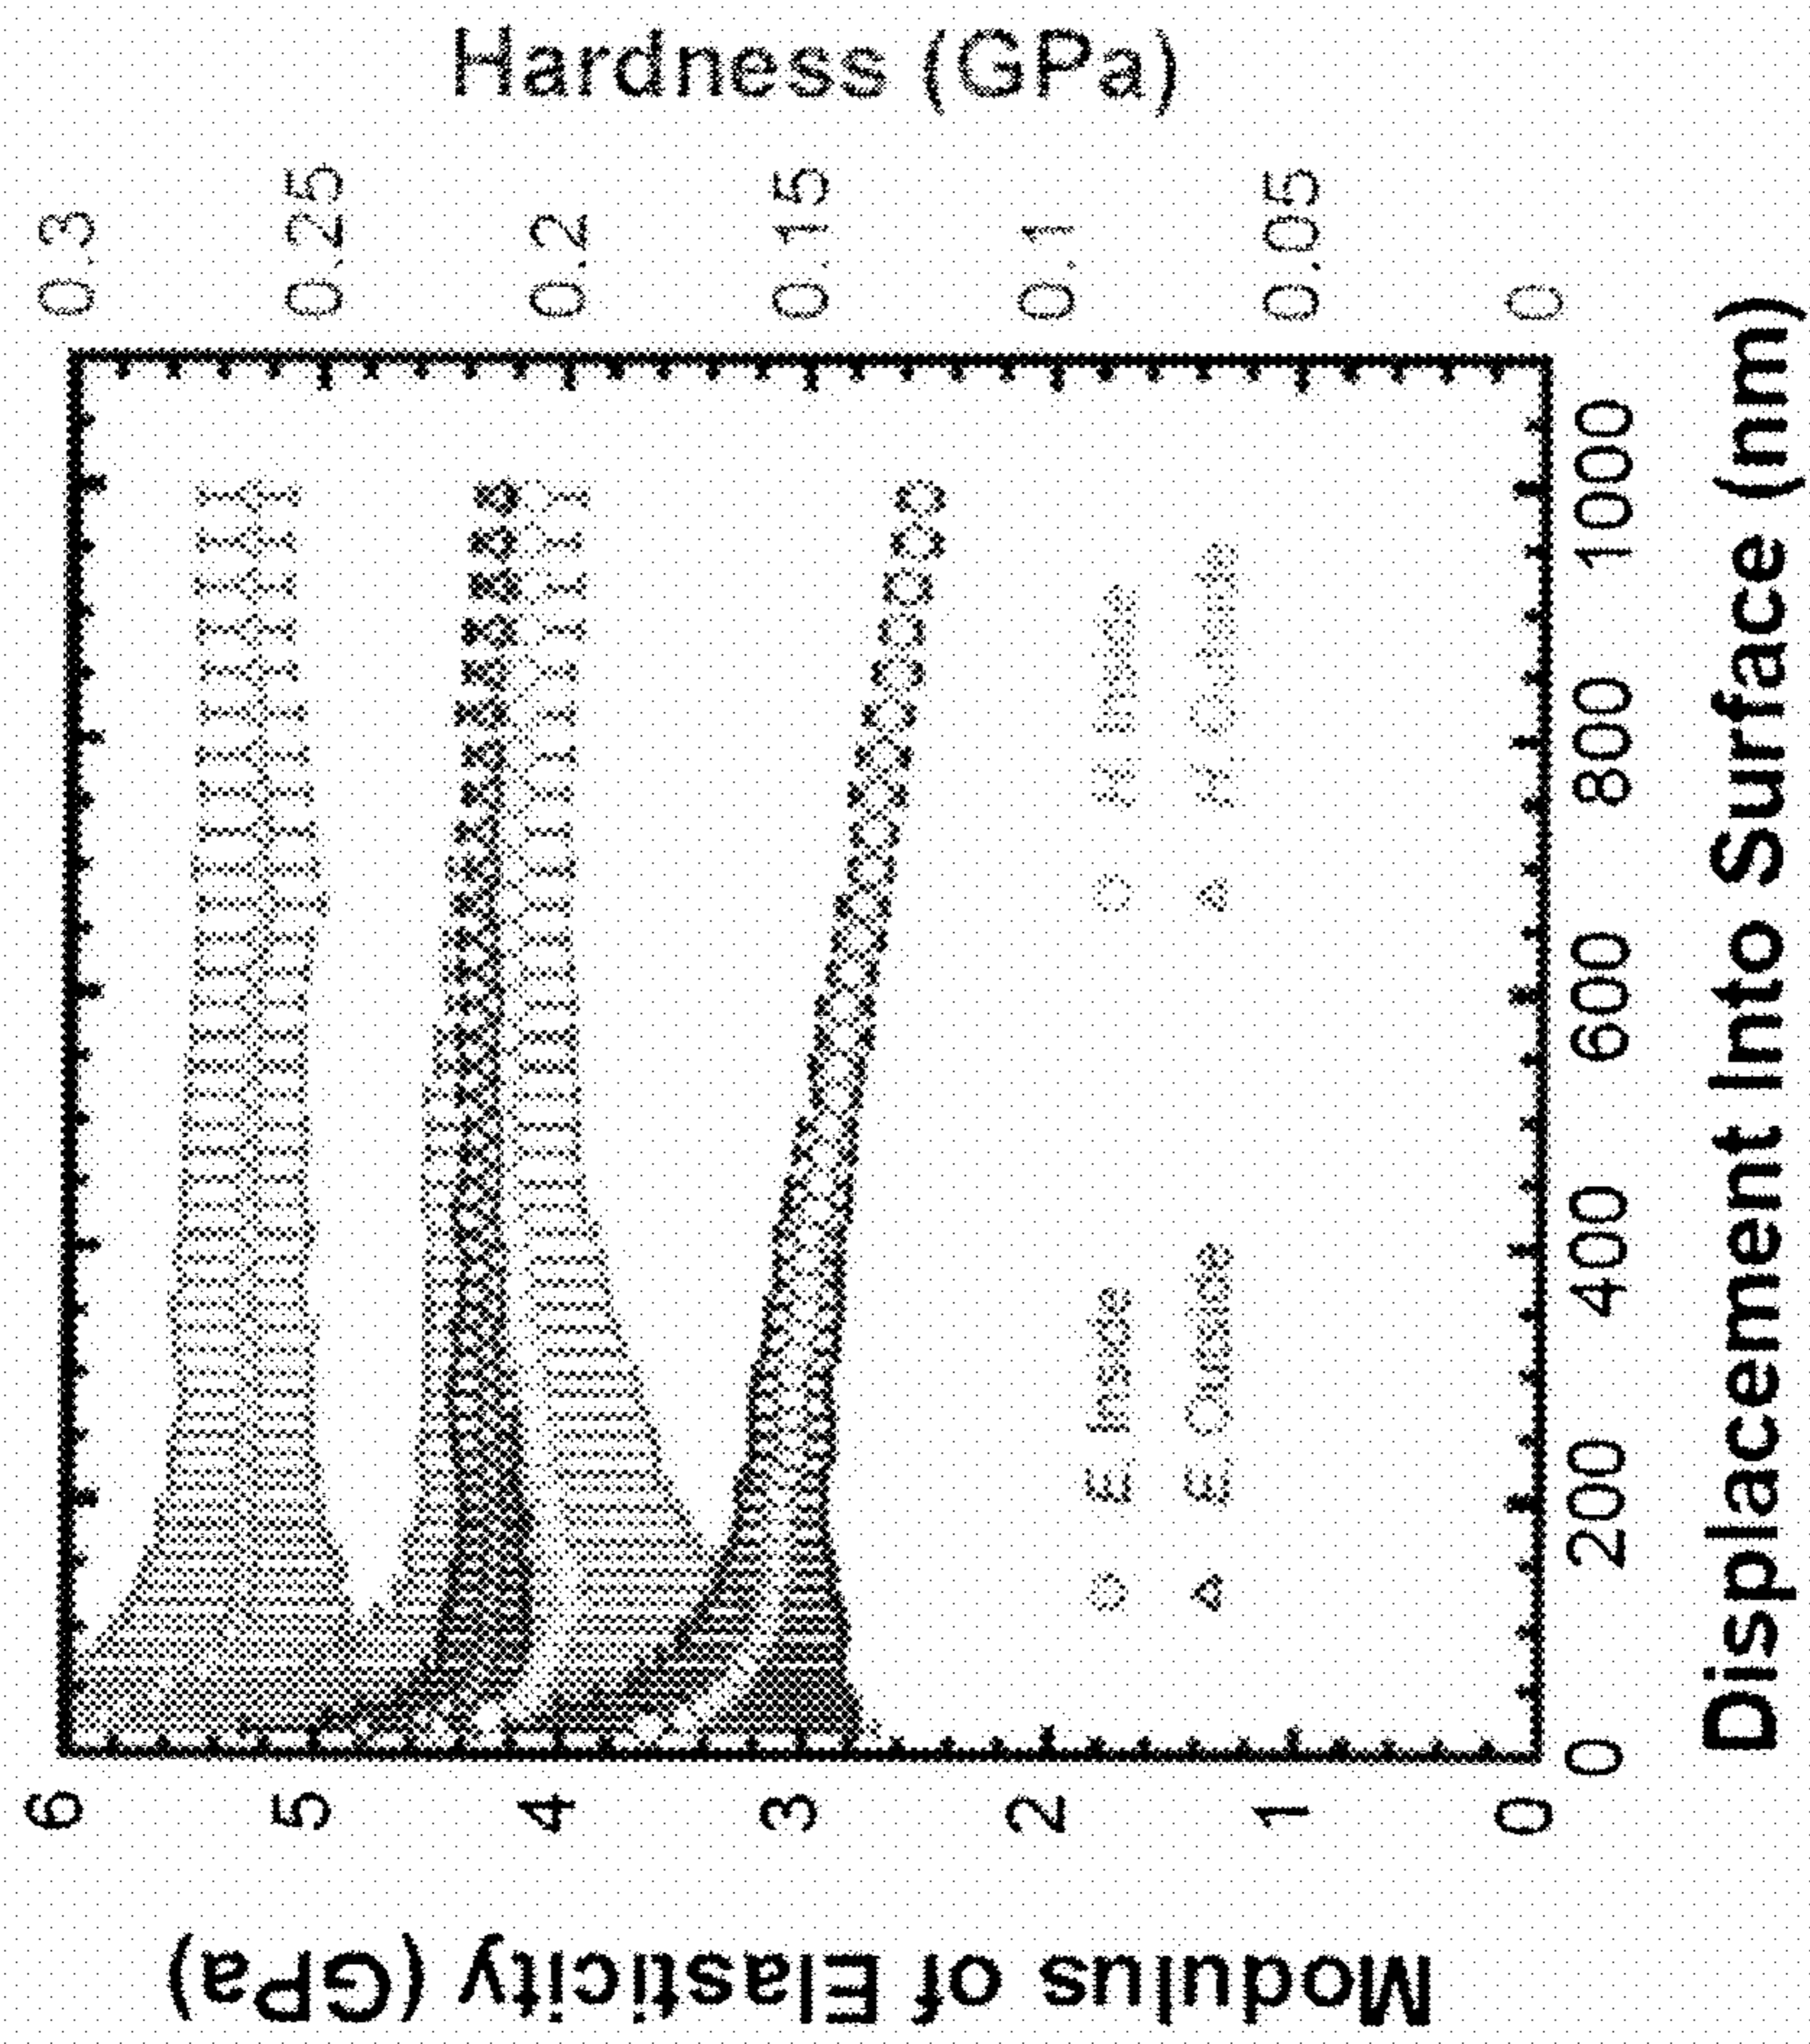 Hardness (GPa)
0.3
0.25
0.2
0.15
0.1
0.05
0
6
5
4
3
2
1
0
Modulus of Elasticity (GPa)
E. Inside
H. Inside
E. Outside
H. Outside
0 200 400 600 800 1000
Displacement Into Surface (nm)